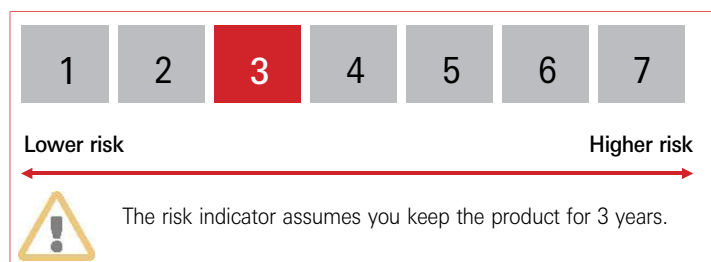 1 2 3 4 5 6 7
Lower risk Higher risk
The risk indicator assumes you keep the product for 3 years.